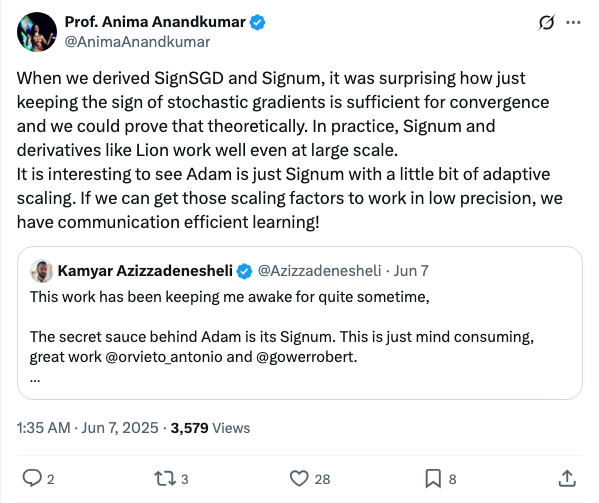 Prof. Anima Anandkumar
@AnimaAnandkumar
When we derived SignSGD and Signum, it was surprising how just
keeping the sign of stochastic gradients is sufficient for convergence
and we could prove that theoretically. In practice, Signum and
derivatives like Lion work well even at large scale.
It is interesting to see Adam is just Signum with a little bit of adaptive
scaling. If we can get those scaling factors to work in low precision, we
have communication efficient learning!
Kamyar Azizzadenesheli @Azizzadenesheli · Jun 7
This work has been keeping me awake for quite sometime,
The secret sauce behind Adam is its Signum. This is just mind consuming,
great work @orvieto_antonio and @gowerrobert.
...
1:35 AM · Jun 7, 2025 · 3,579 Views
2 3 28 8